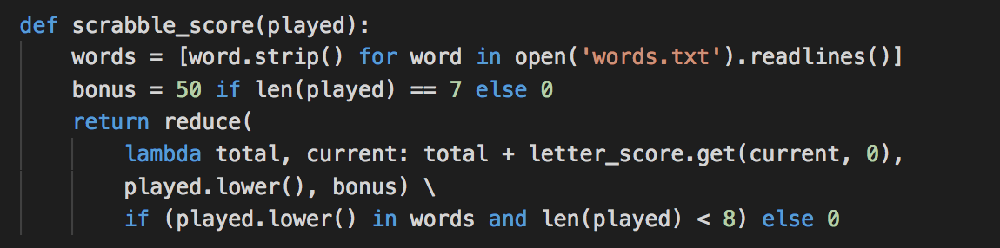 def scrabble_score(played):
    words = [word.strip() for word in open('words.txt').readlines()]
    bonus = 50 if len(played) == 7 else 0
    return reduce(
        lambda total, current: total + letter_score.get(current, 0),
        played.lower(), bonus) \
        if (played.lower() in words and len(played) < 8) else 0